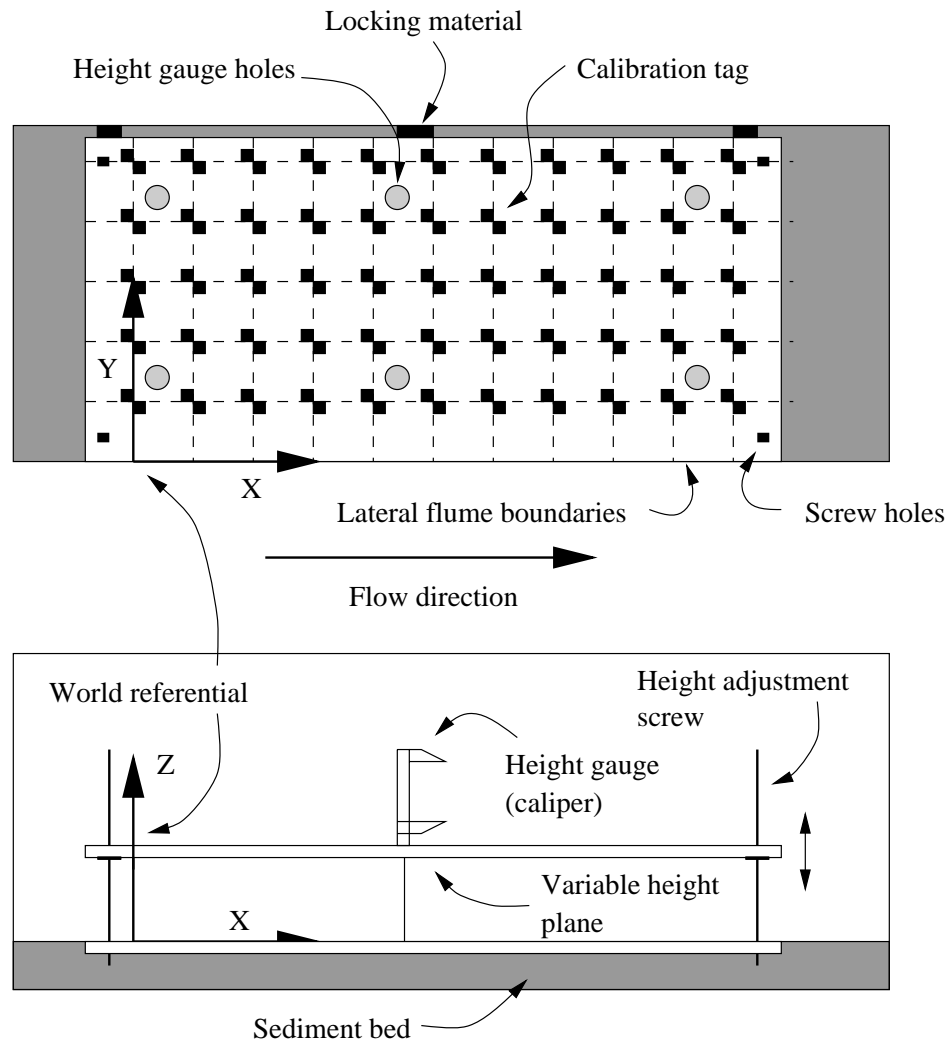 Locking material
Height gauge holes
Calibration tag
Y
X
Lateral flume boundaries
Screw holes
Flow direction
World referential
Height adjustment
screw
Z
Height gauge
(caliper)
Variable height
plane
X
Sediment bed